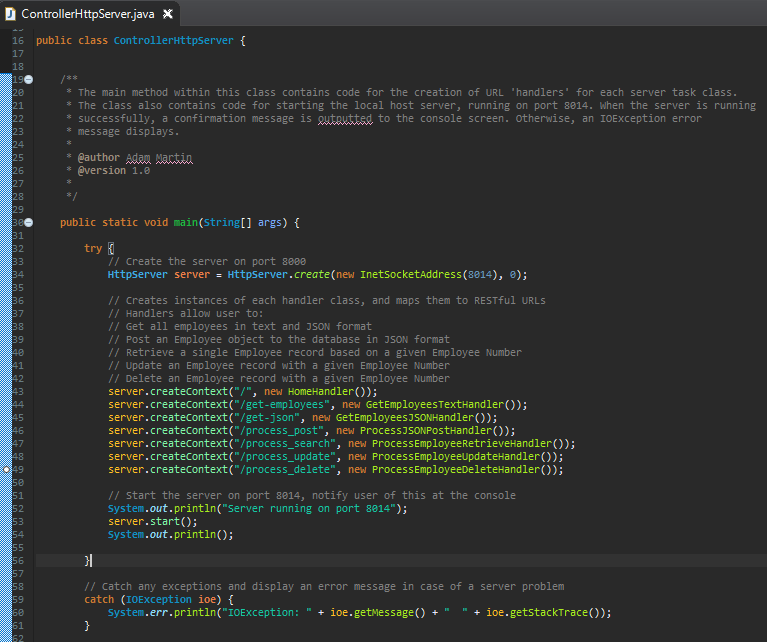 ControllerHttpServer.java
15
16 public class ControllerHttpServer {
17
18
19 /**
20 * The main method within this class contains code for the creation of URL 'handlers' for each server task class.
21 * The class also contains code for starting the local host server, running on port 8014. When the server is running
22 * successfully, a confirmation message is outputted to the console screen. Otherwise, an IOException error
23 * message displays.
24 *
25 * @author Adam Martin
26 * @version 1.0
27 *
28 */
29
30 public static void main(String[] args) {
31
32 try {
33 // Create the server on port 8000
34 HttpServer server = HttpServer.create(new InetSocketAddress(8014), 0);
35
36 // Creates instances of each handler class, and maps them to RESTful URLs
37 // Handlers allow user to:
38 // Get all employees in text and JSON format
39 // Post an Employee object to the database in JSON format
40 // Retrieve a single Employee record based on a given Employee Number
41 // Update an Employee record with a given Employee Number
42 // Delete an Employee record with a given Employee Number
43 server.createContext("/", new HomeHandler());
44 server.createContext("/get-employees", new GetEmployeesTextHandler());
45 server.createContext("/get-json", new GetEmployeesJSONHandler());
46 server.createContext("/process_post", new ProcessJSONPostHandler());
47 server.createContext("/process_search", new ProcessEmployeeRetrieveHandler());
48 server.createContext("/process_update", new ProcessEmployeeUpdateHandler());
49 server.createContext("/process_delete", new ProcessEmployeeDeleteHandler());
50
51 // Start the server on port 8014, notify user of this at the console
52 System.out.println("Server running on port 8014");
53 server.start();
54 System.out.println();
55
56 }
57
58 // Catch any exceptions and display an error message in case of a server problem
59 catch (IOException ioe) {
60 System.err.println("IOException: " + ioe.getMessage() + "  " + ioe.getStackTrace());
61 }
62